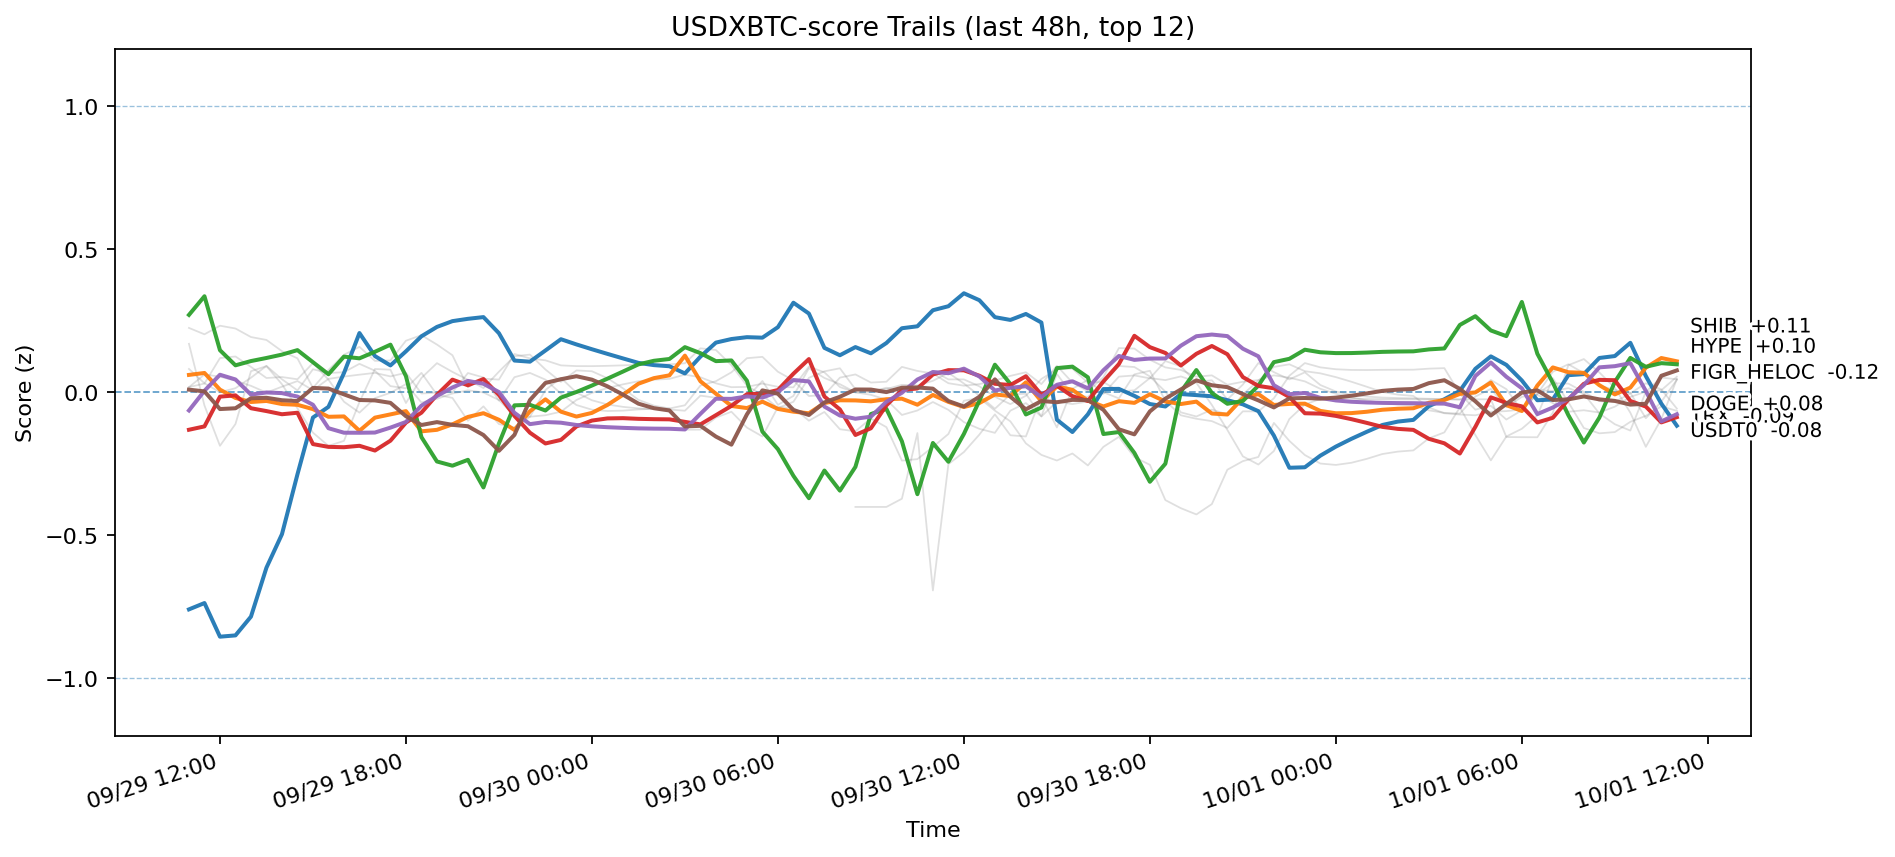 USDXBTC-score Trails (last 48h, top 12)
Score (z)
1.0
0.5
0.0
−0.5
−1.0
SHIB +0.11
HYPE +0.10
FIGR_HELOC -0.12
DOGE +0.08
TRX -0.09
USDT0 -0.08
09/29 12:00
09/29 18:00
09/30 00:00
09/30 06:00
09/30 12:00
09/30 18:00
10/01 00:00
10/01 06:00
10/01 12:00
Time